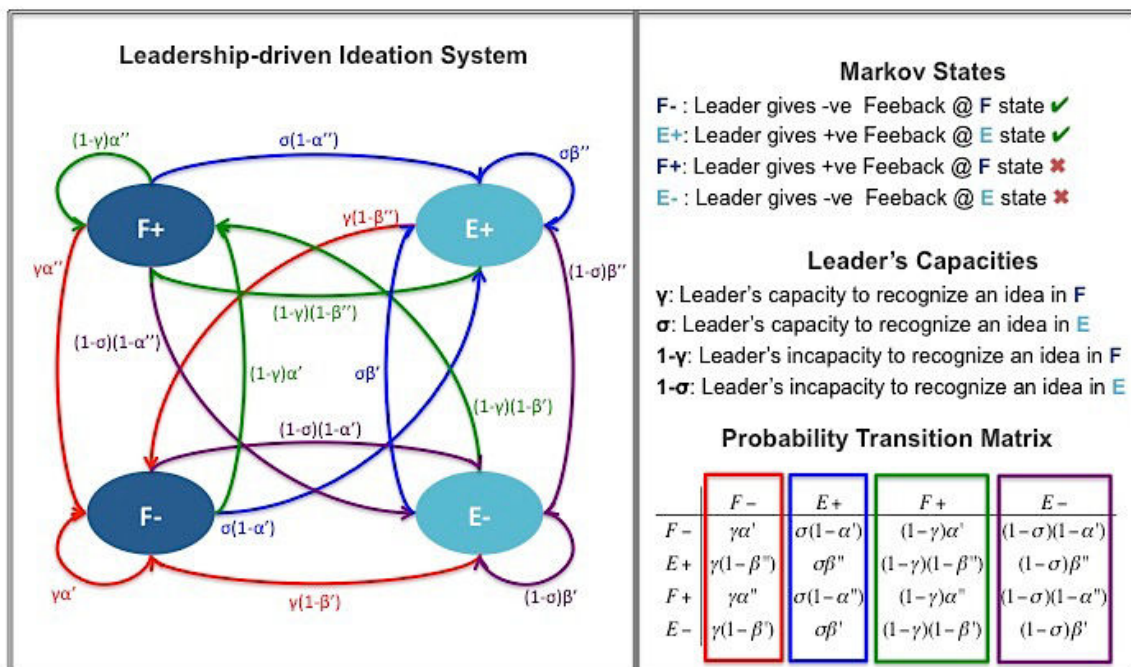 Leadership-driven Ideation System
(1-γ)α''
σ(1-α'')
σβ''
F+
E+
γ(1-β'')
γα''
(1-σ)β''
(1-γ)(1-β'')
(1-σ)(1-α'')
(1-γ)α'
σβ'
(1-γ)(1-β')
(1-σ)(1-α')
F-
E-
σ(1-α')
γα'
γ(1-β')
(1-σ)β'
Markov States
F- : Leader gives -ve Feeback @ F state ✔
E+: Leader gives +ve Feeback @ E state ✔
F+: Leader gives +ve Feeback @ F state ✖
E-: Leader gives -ve Feeback @ E state ✖
Leader's Capacities
γ: Leader's capacity to recognize an idea in F
σ: Leader's capacity to recognize an idea in E
1-γ: Leader's incapacity to recognize an idea in F
1-σ: Leader's incapacity to recognize an idea in E
Probability Transition Matrix
F − E + F + E −
F − γα' σ(1−α') (1−γ)α' (1−σ)(1−α')
E + γ(1−β'') σβ'' (1−γ)(1−β'') (1−σ)β''
F + γα'' σ(1−α'') (1−γ)α'' (1−σ)(1−α'')
E − γ(1−β') σβ' (1−γ)(1−β') (1−σ)β'